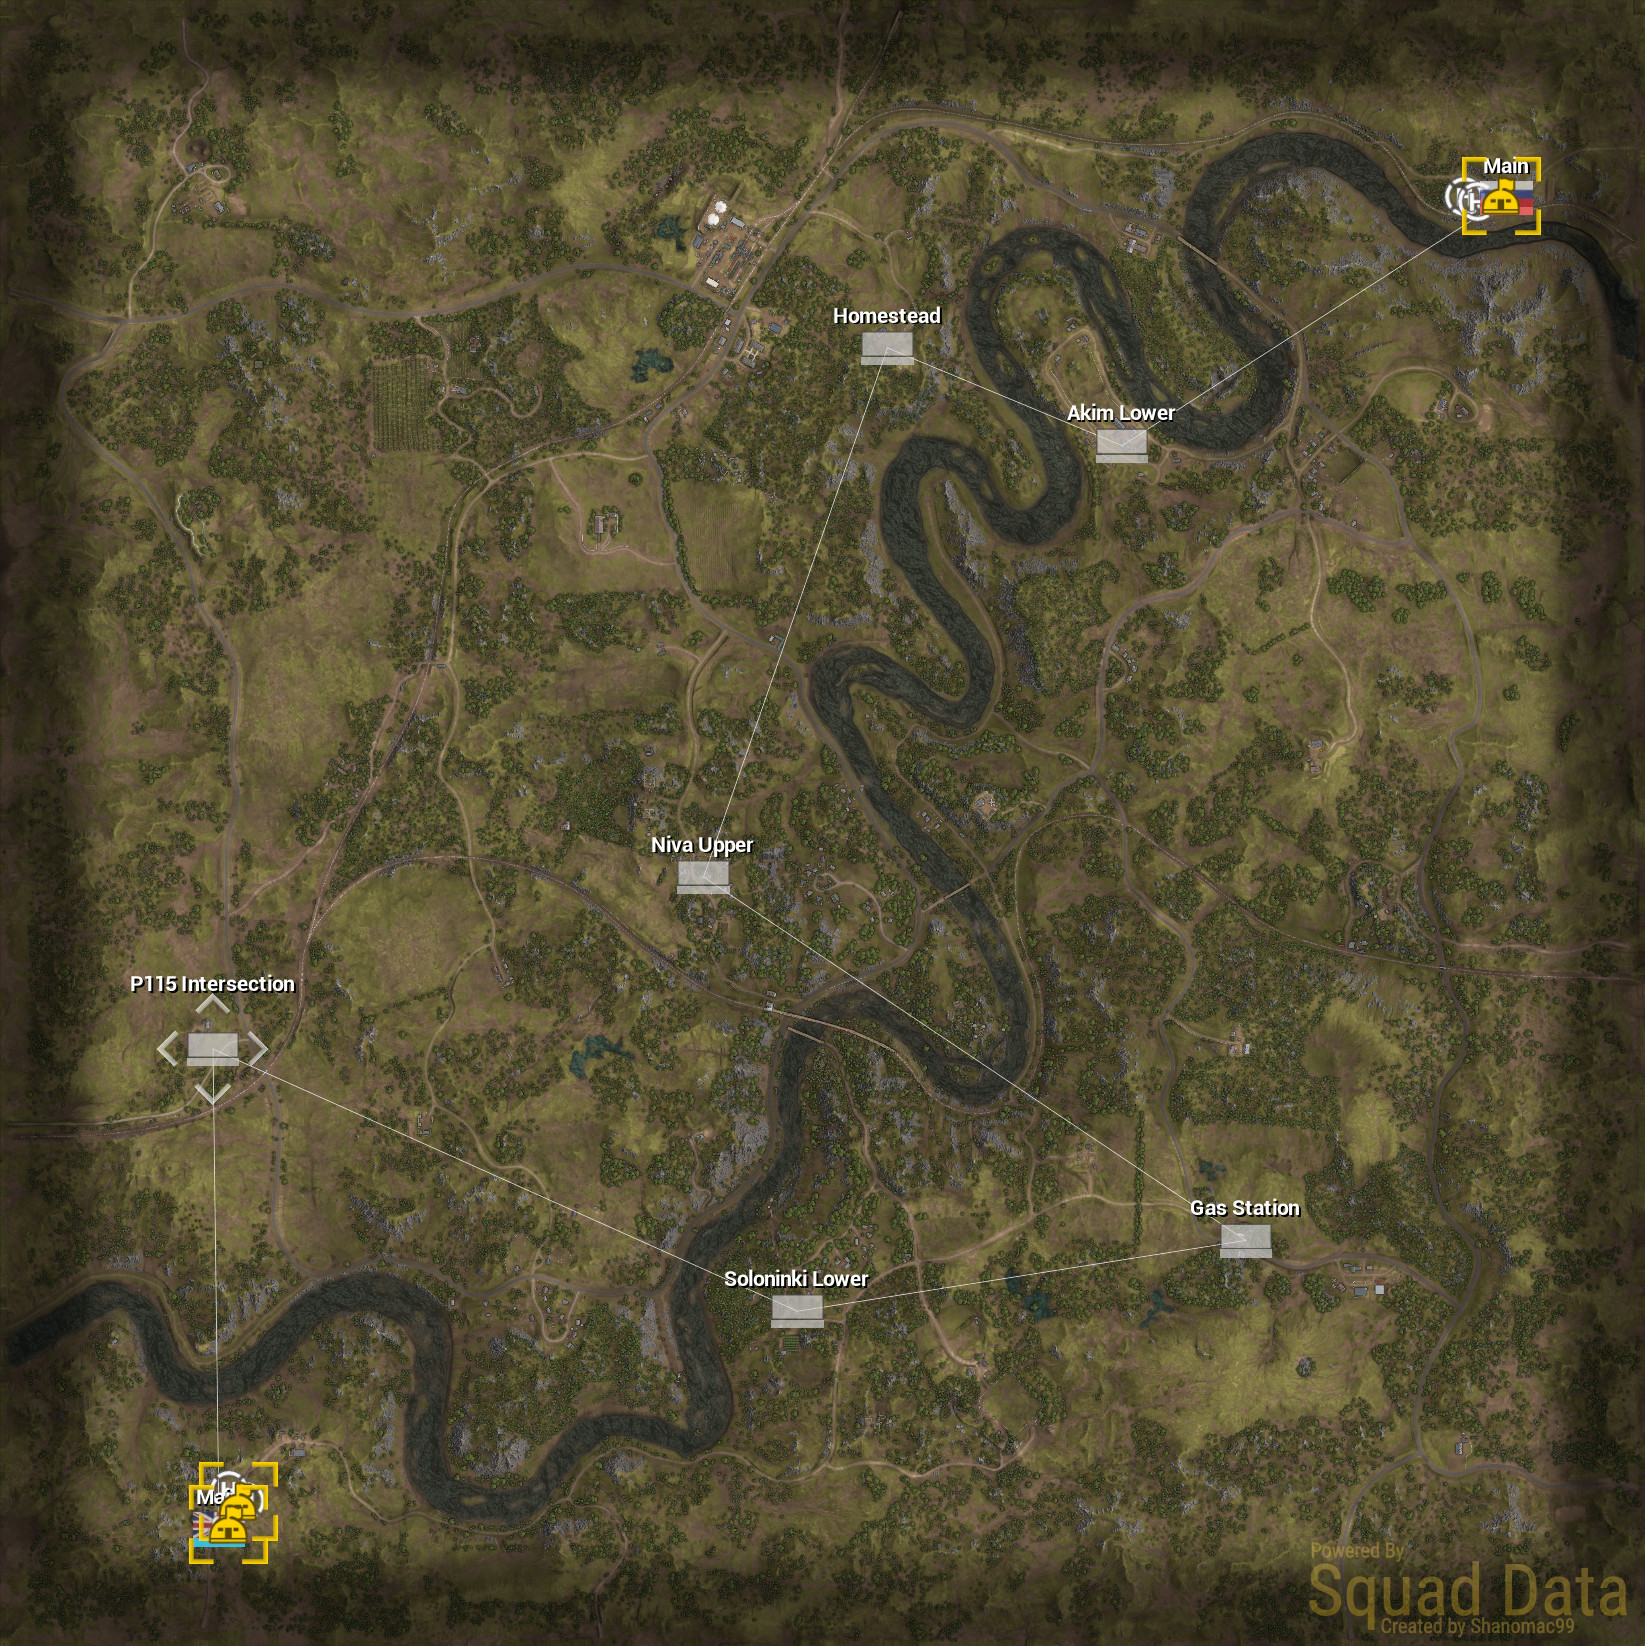 Main
Homestead
Akim Lower
Niva Upper
P115 Intersection
Gas Station
Soloninki Lower
Powered By
Squad Data
Created by Shanomac99